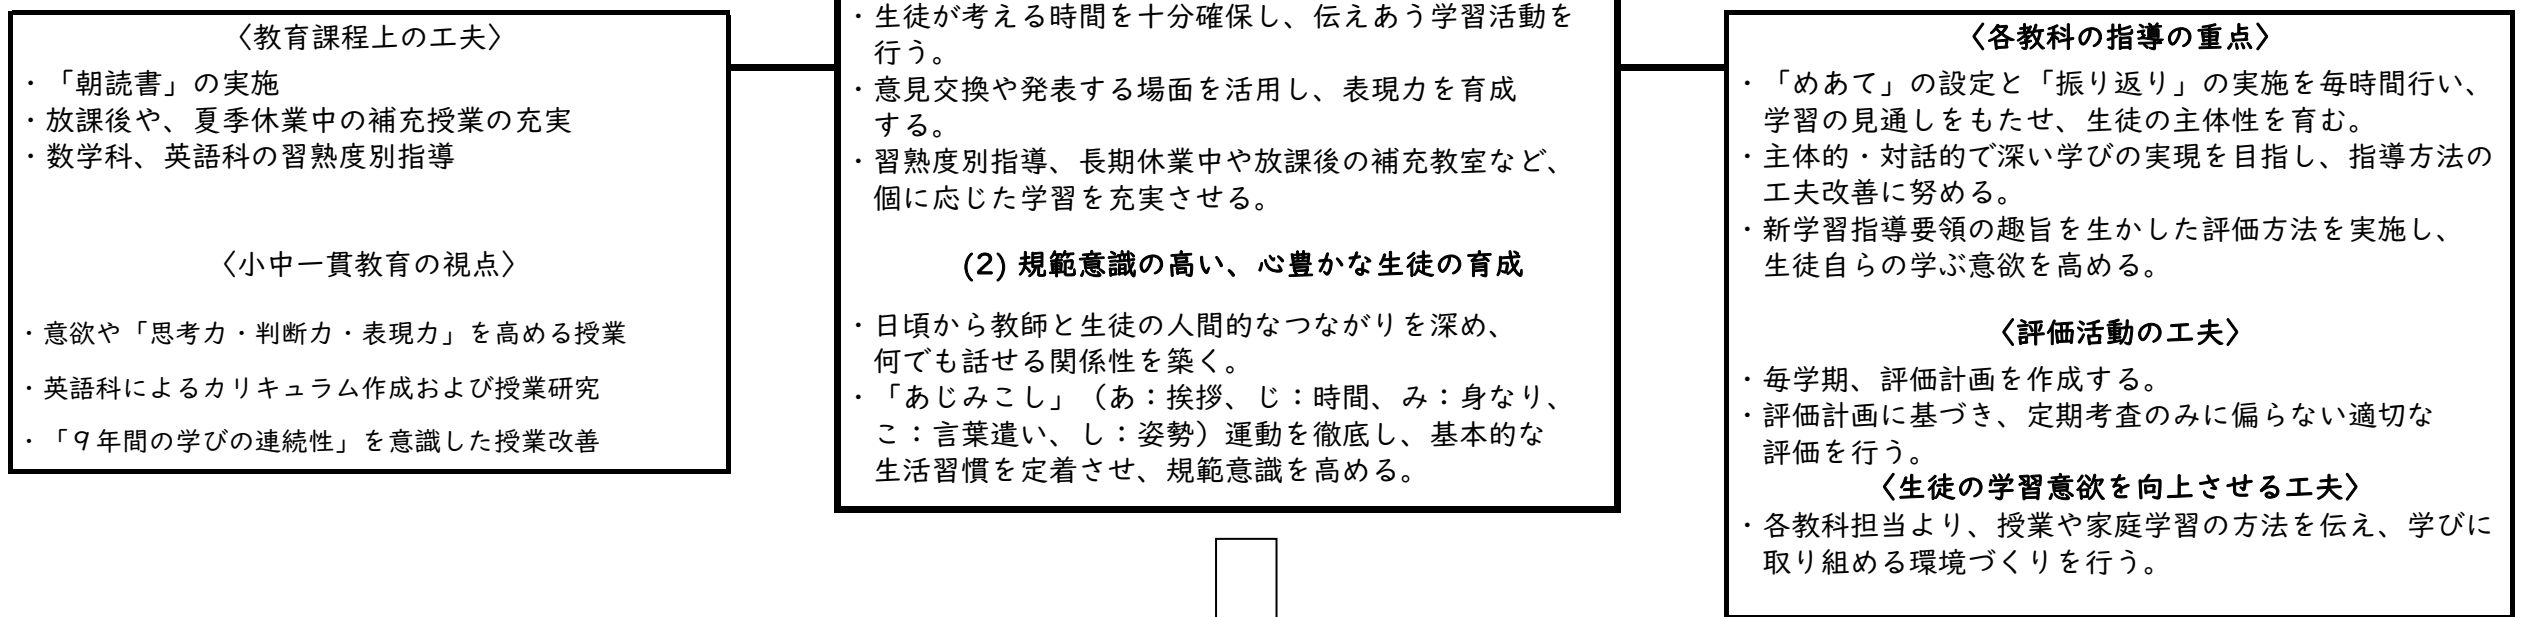 〈教育課程上の工夫〉
・「朝読書」の実施
・放課後や、夏季休業中の補充授業の充実
・数学科、英語科の習熟度別指導
〈小中一貫教育の視点〉
・意欲や「思考力・判断力・表現力」を高める授業
・英語科によるカリキュラム作成および授業研究
・「9年間の学びの連続性」を意識した授業改善
・生徒が考える時間を十分確保し、伝えあう学習活動を
行う。
・意見交換や発表する場面を活用し、表現力を育成
する。
・習熟度別指導、長期休業中や放課後の補充教室など、
個に応じた学習を充実させる。
(2) 規範意識の高い、心豊かな生徒の育成
・日頃から教師と生徒の人間的なつながりを深め、
何でも話せる関係性を築く。
・「あじみこし」（あ：挨拶、じ：時間、み：身なり、
こ：言葉遣い、し：姿勢）運動を徹底し、基本的な
生活習慣を定着させ、規範意識を高める。
〈各教科の指導の重点〉
・「めあて」の設定と「振り返り」の実施を毎時間行い、
学習の見通しをもたせ、生徒の主体性を育む。
・主体的・対話的で深い学びの実現を目指し、指導方法の
工夫改善に努める。
・新学習指導要領の趣旨を生かした評価方法を実施し、
生徒自らの学ぶ意欲を高める。
〈評価活動の工夫〉
・毎学期、評価計画を作成する。
・評価計画に基づき、定期考査のみに偏らない適切な
評価を行う。
〈生徒の学習意欲を向上させる工夫〉
・各教科担当より、授業や家庭学習の方法を伝え、学びに
取り組める環境づくりを行う。